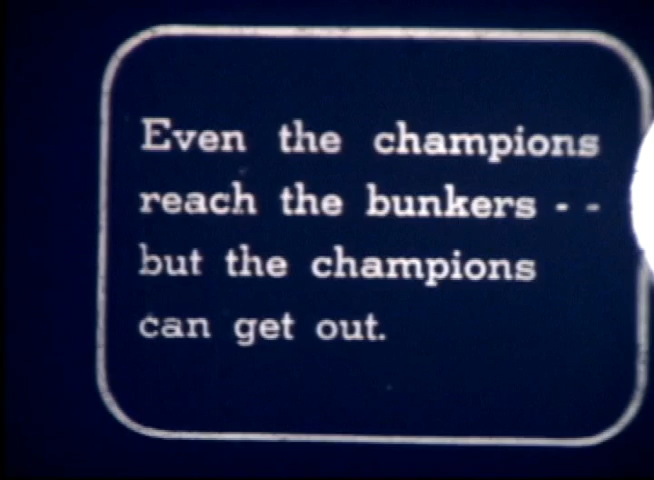 Even the champions
reach the bunkers - -
but the champions
can get out.